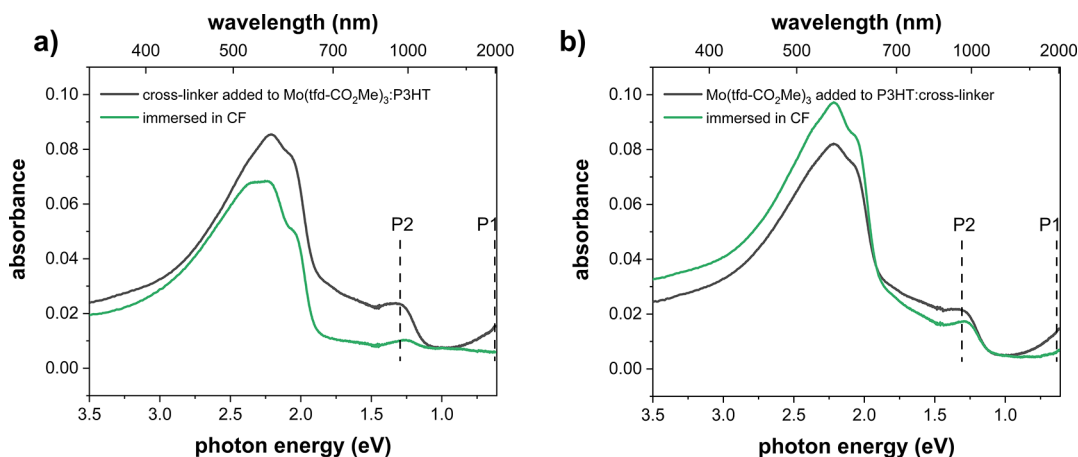 a)
wavelength (nm)
400 500 700 1000 2000
cross-linker added to Mo(tfd-CO₂Me)₃:P3HT
immersed in CF
P2
P1
absorbance
0.10
0.08
0.06
0.04
0.02
0.00
3.5 3.0 2.5 2.0 1.5 1.0
photon energy (eV)
b)
wavelength (nm)
400 500 700 1000 2000
Mo(tfd-CO₂Me)₃ added to P3HT:cross-linker
immersed in CF
P2
P1
absorbance
0.10
0.08
0.06
0.04
0.02
0.00
3.5 3.0 2.5 2.0 1.5 1.0
photon energy (eV)